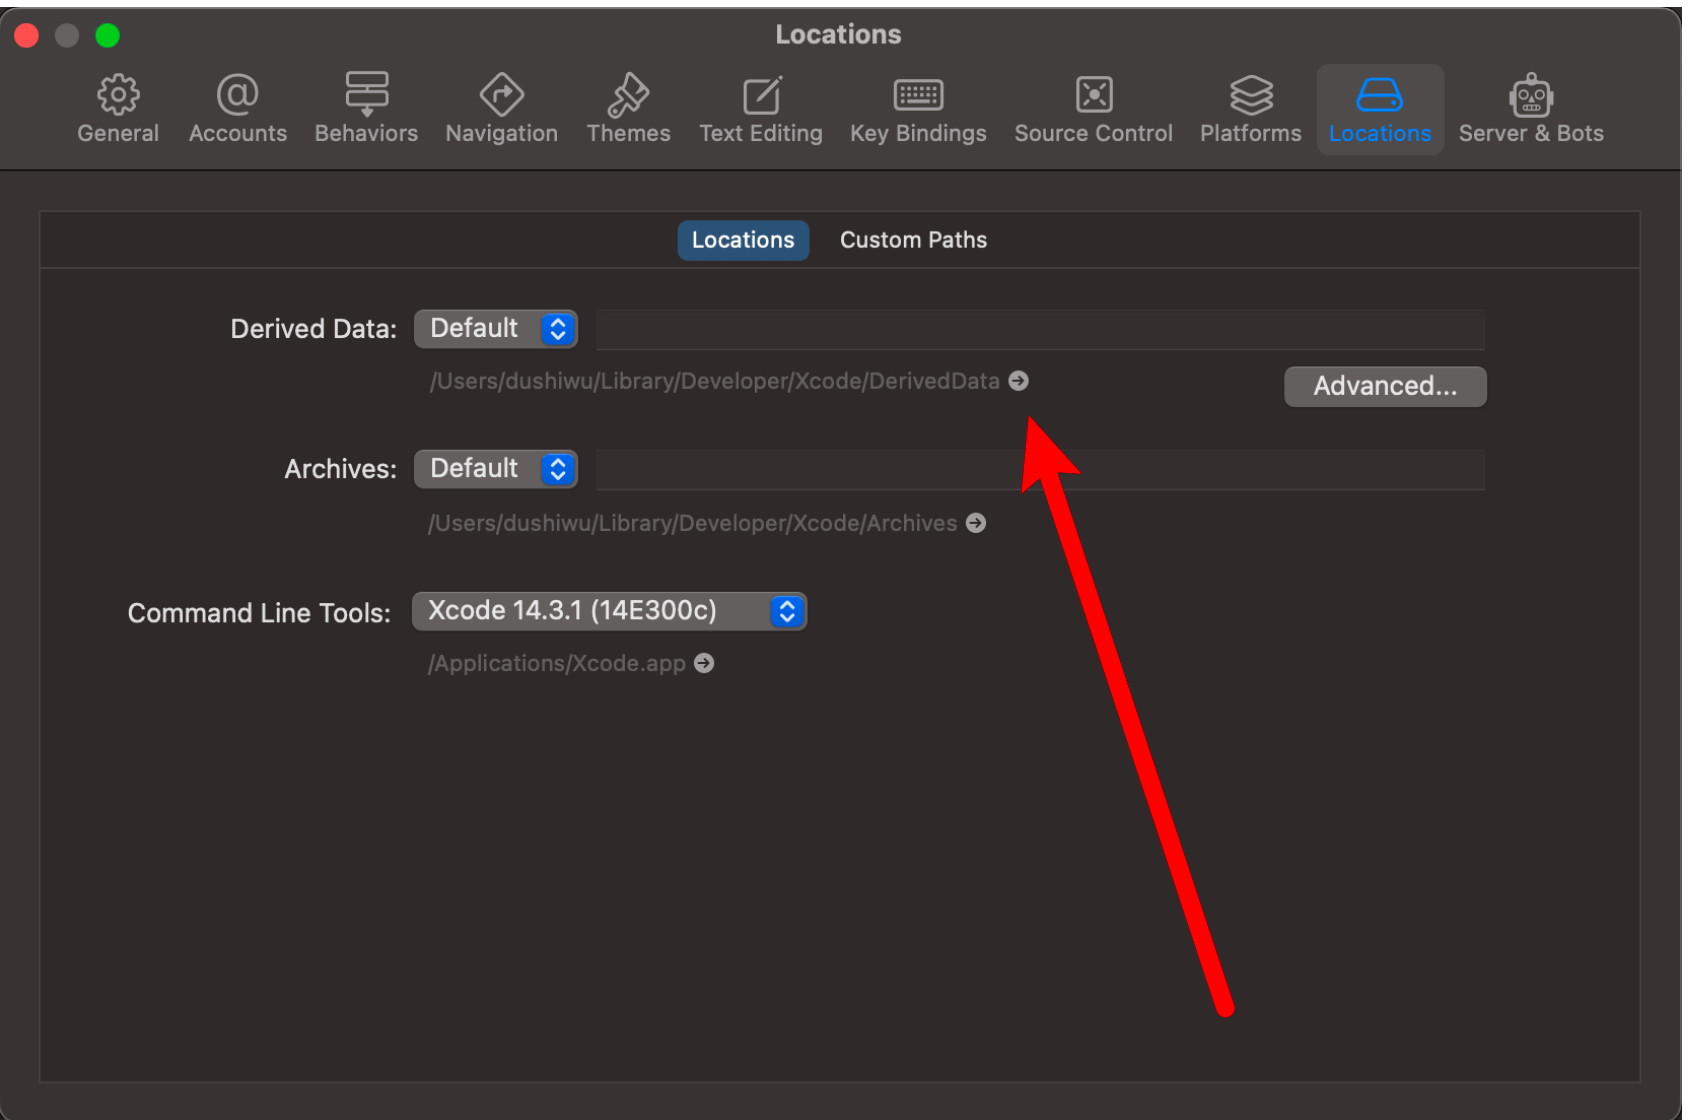 Locations
General Accounts Behaviors Navigation Themes Text Editing Key Bindings Source Control Platforms Locations Server & Bots
Locations Custom Paths
Derived Data: Default
/Users/dushiwu/Library/Developer/Xcode/DerivedData
Advanced...
Archives: Default
/Users/dushiwu/Library/Developer/Xcode/Archives
Command Line Tools: Xcode 14.3.1 (14E300c)
/Applications/Xcode.app